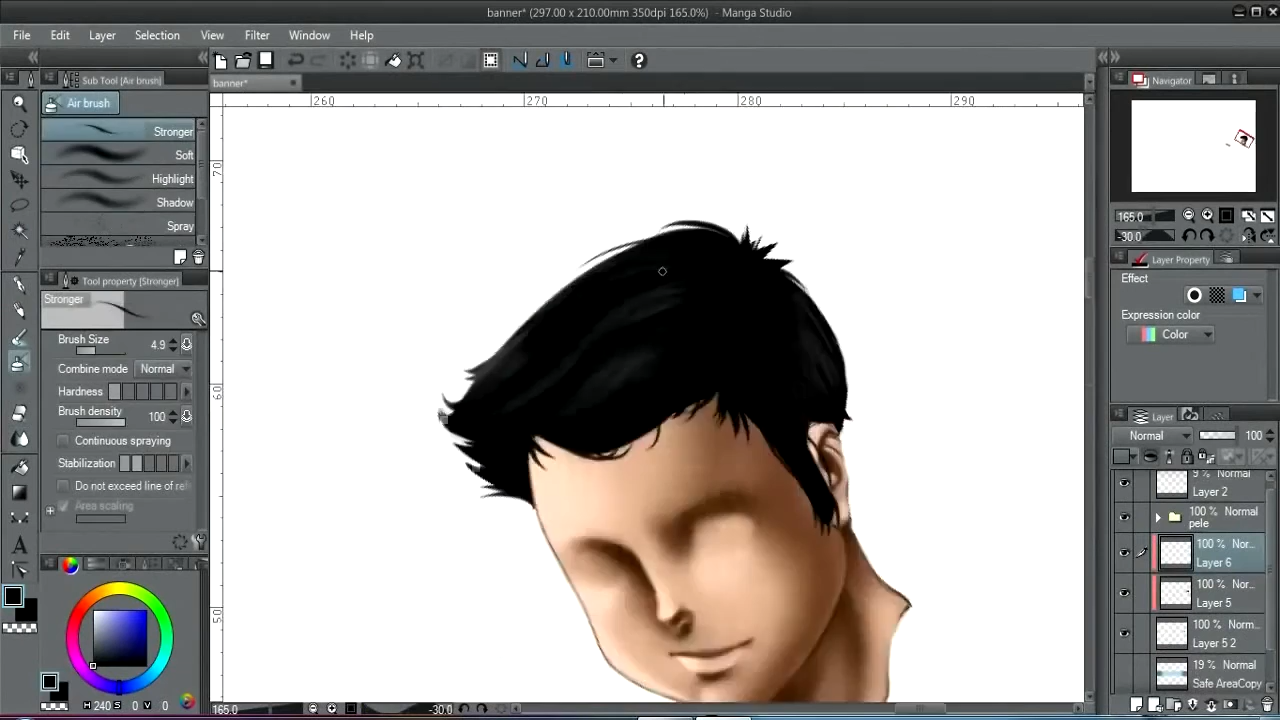 banner* (297.00 x 210.00mm 350dpi 165.0%) - Manga Studio
File Edit Layer Selection View Filter Window Help
Sub Tool [Air brush]
banner*
Navigator
Air brush
260 270 280 290
Stronger
Soft
Highlight
Shadow
Spray
70
60
50
165.0
-30.0
Layer Property
Effect
Expression color
Color
Tool property [Stronger]
Stronger
Brush Size 4.9
Combine mode Normal
Hardness
Brush density 100
Continuous spraying
Stabilization
Do not exceed line of re
Area scaling
Layer
Normal 100
9 % Normal
Layer 2
100 % Normal
pele
100 % Nor...
Layer 6
100 % Nor...
Layer 5
100 % Norm...
Layer 5 2
19 % Normal
Safe AreaCopy
A
H 240 S 0 V 0
165.0 -30.0